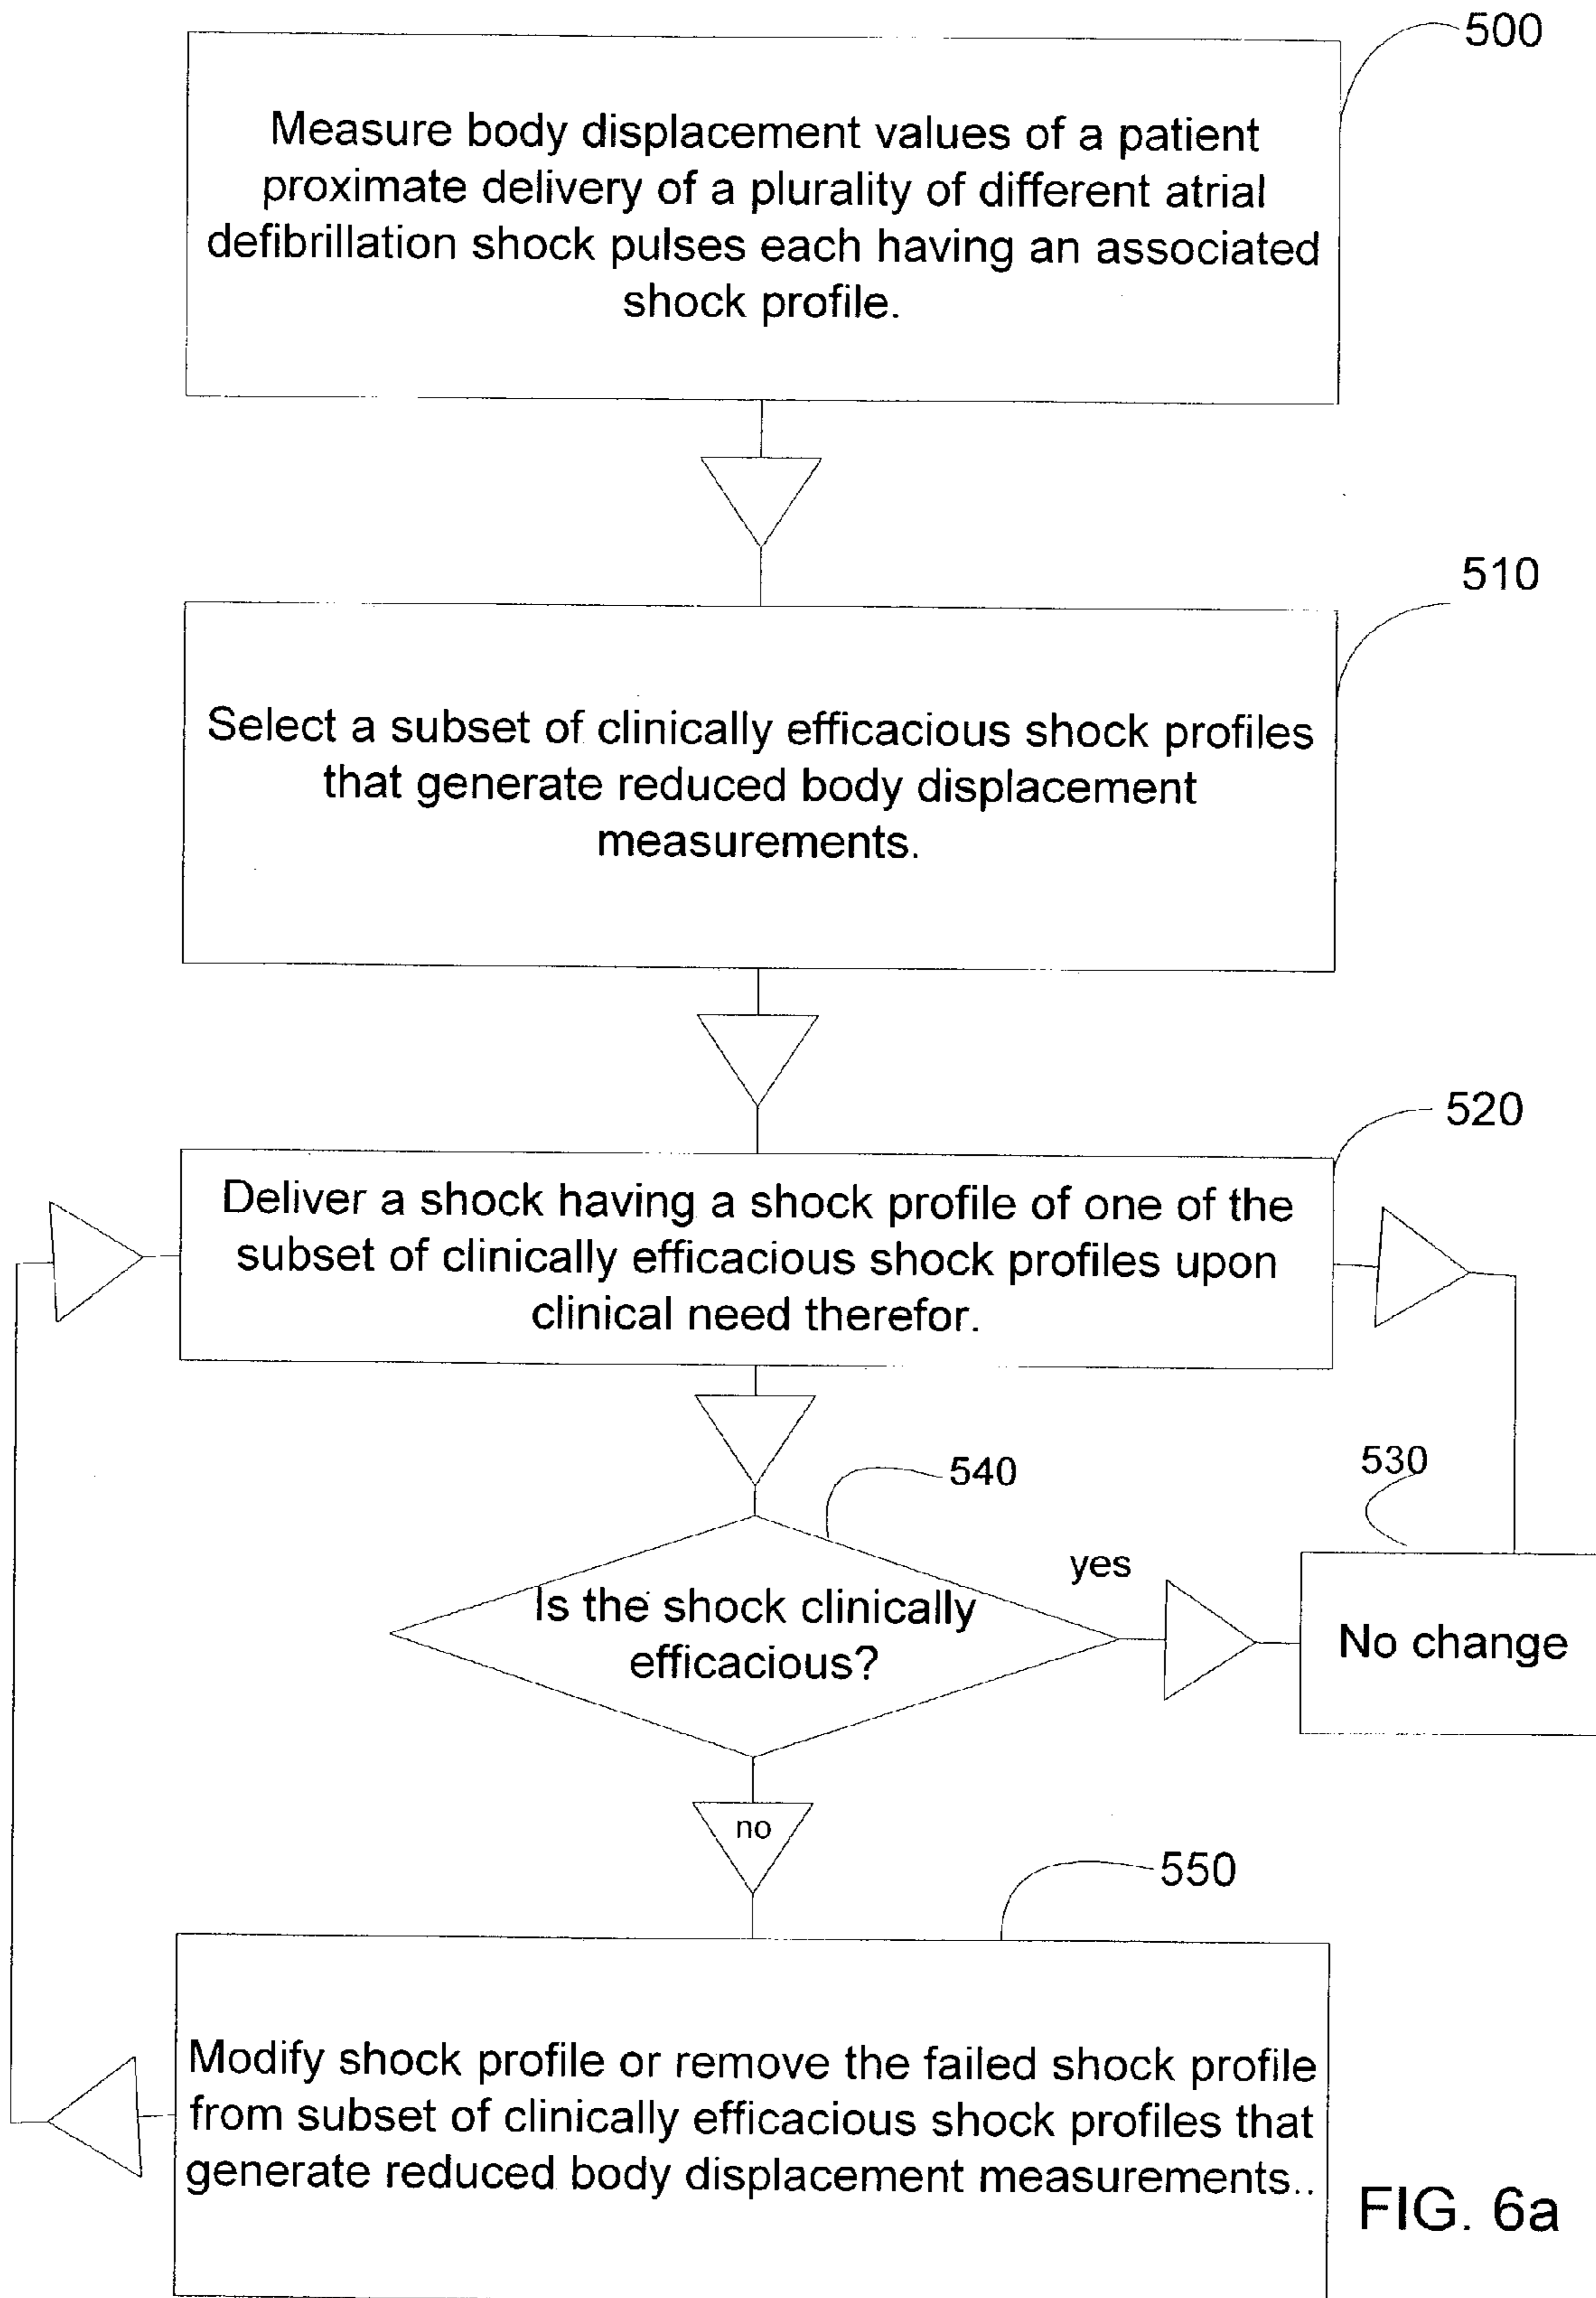 500
Measure body displacement values of a patient
proximate delivery of a plurality of different atrial
defibrillation shock pulses each having an associated
shock profile.
510
Select a subset of clinically efficacious shock profiles
that generate reduced body displacement
measurements.
520
Deliver a shock having a shock profile of one of the
subset of clinically efficacious shock profiles upon
clinical need therefor.
540
530
yes
Is the shock clinically
efficacious?
No change
no
550
Modify shock profile or remove the failed shock profile
from subset of clinically efficacious shock profiles that
generate reduced body displacement measurements..
FIG. 6a